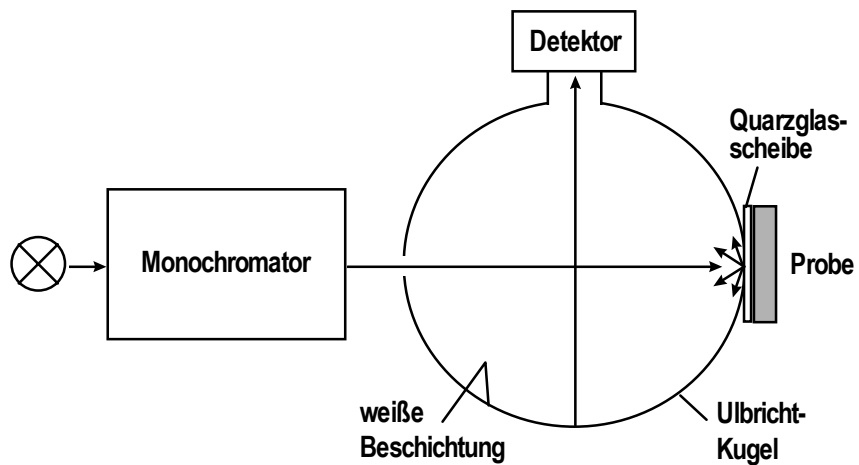 Detektor
Quarzglas-
scheibe
Monochromator
Probe
weiße
Beschichtung
Ulbricht-
Kugel